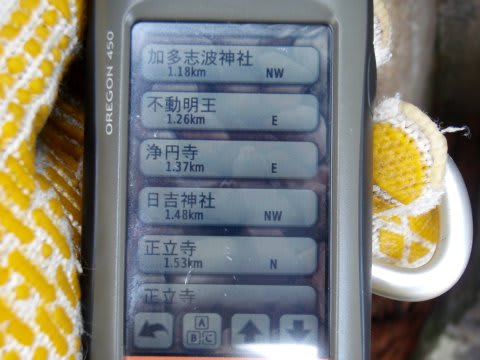 OREGON 450
加多志波神社
1.18km NW
不動明王
1.26km E
浄円寺
1.37km E
日吉神社
1.48km NW
正立寺
1.53km N
正立寺
A
B C